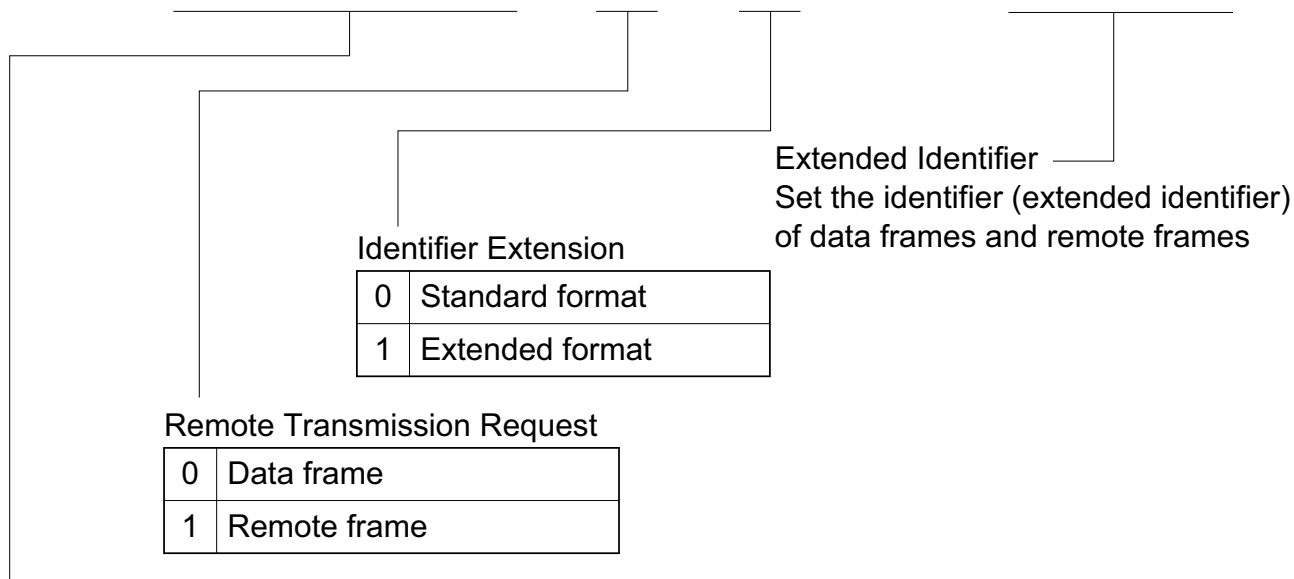 Extended Identifier
Set the identifier (extended identifier)
of data frames and remote frames
Identifier Extension
0 Standard format
1 Extended format
Remote Transmission Request
0 Data frame
1 Remote frame